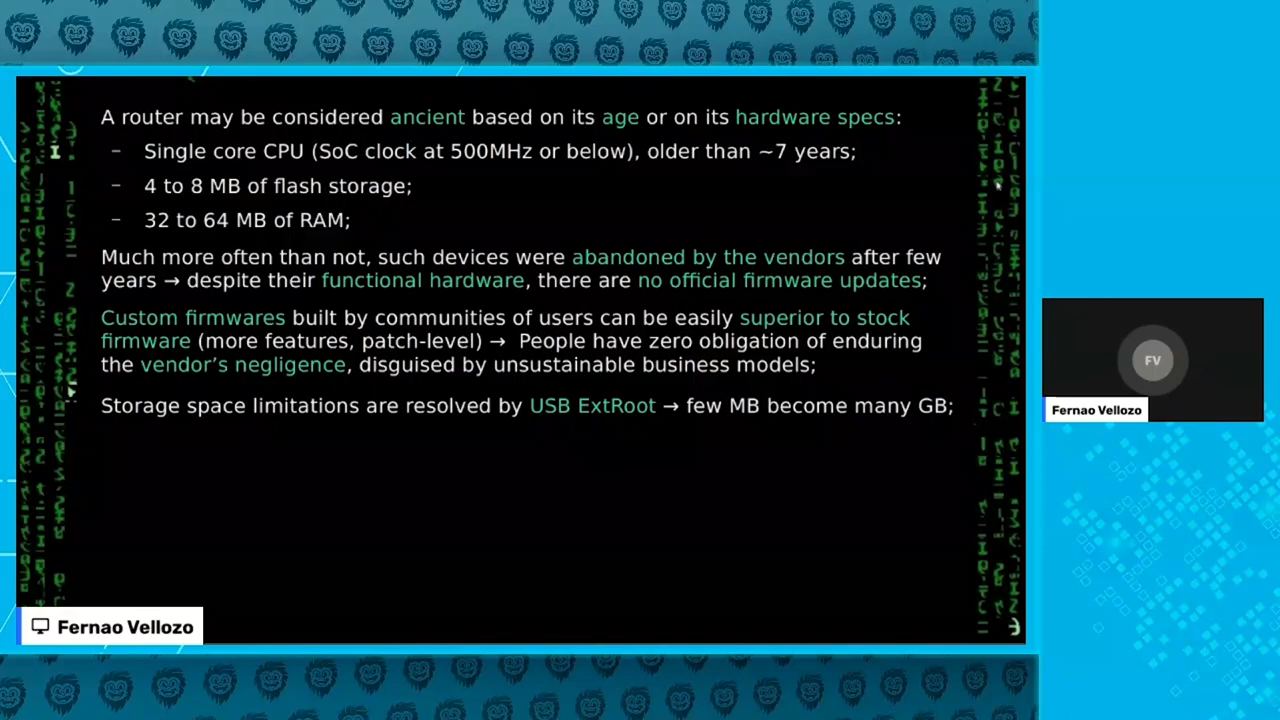 A router may be considered ancient based on its age or on its hardware specs:
– Single core CPU (SoC clock at 500MHz or below), older than ~7 years;
– 4 to 8 MB of flash storage;
– 32 to 64 MB of RAM;
Much more often than not, such devices were abandoned by the vendors after few
years → despite their functional hardware, there are no official firmware updates;
Custom firmwares built by communities of users can be easily superior to stock
firmware (more features, patch-level) → People have zero obligation of enduring
the vendor’s negligence, disguised by unsustainable business models;
Storage space limitations are resolved by USB ExtRoot → few MB become many GB;
FV
Fernao Vellozo
Fernao Vellozo